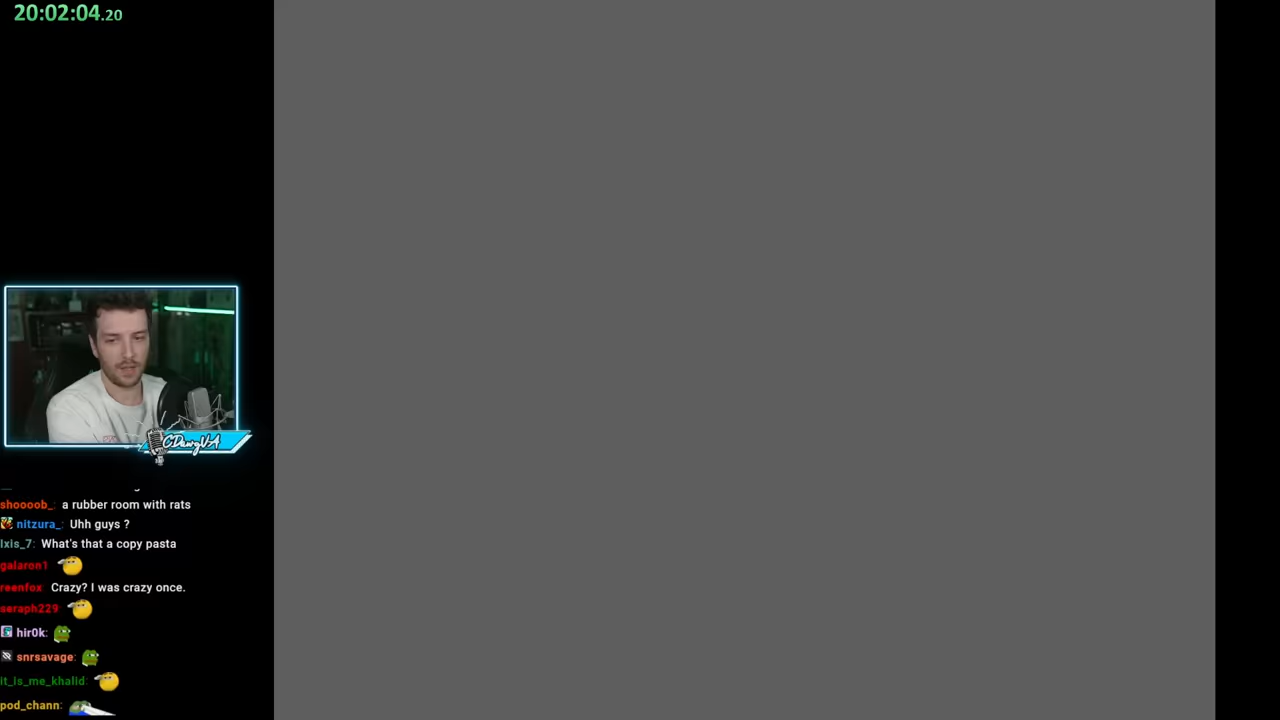 20:02:04.20
CDawgVA
shoooob_: a rubber room with rats
nitzura_: Uhh guys ?
lxis_7: What's that a copy pasta
galaron1
reenfox Crazy? I was crazy once.
seraph229
hir0k:
snrsavage:
it_is_me_khalid:
pod_chann: